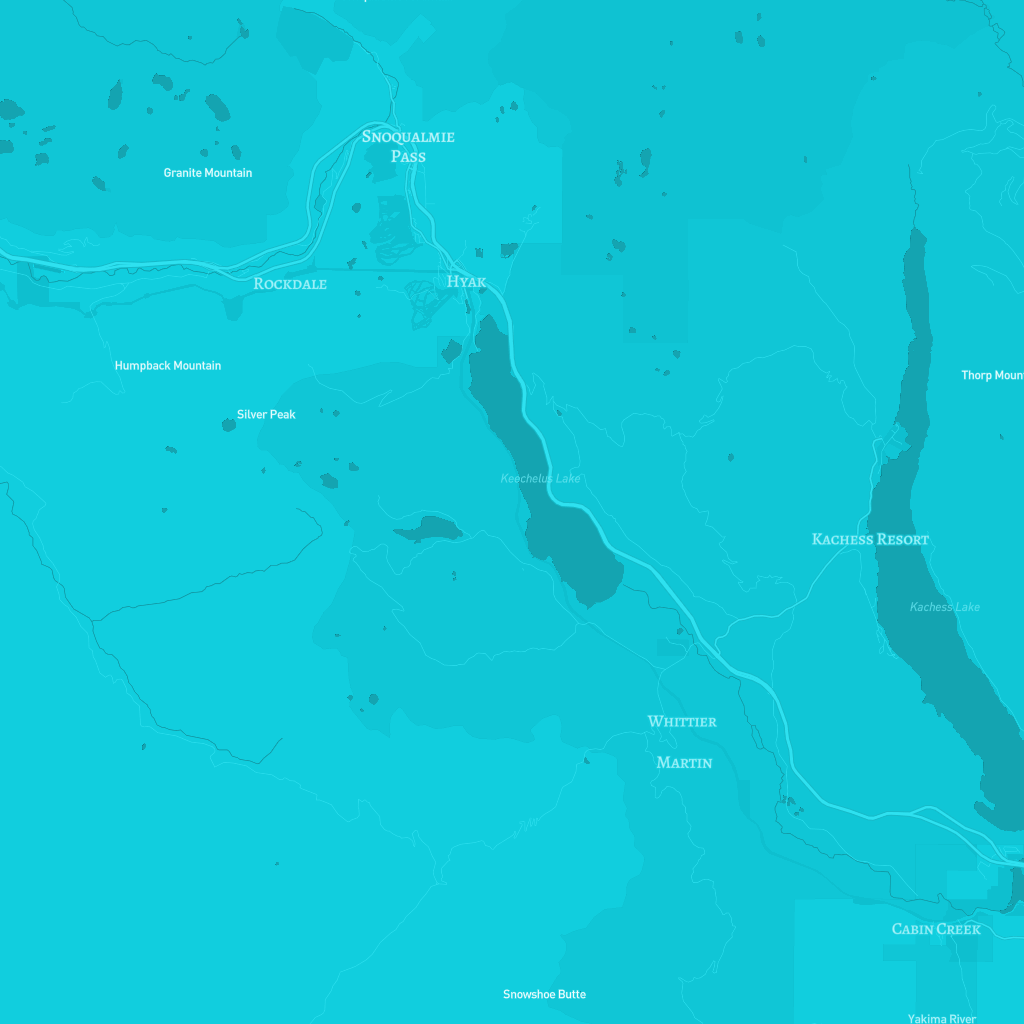 Snoqualmie
Pass
Granite Mountain
Rockdale
Hyak
Humpback Mountain
Thorp Moun
Silver Peak
Keechelus Lake
Kachess Resort
Kachess Lake
Whittier
Martin
Cabin Creek
Snowshoe Butte
Yakima River